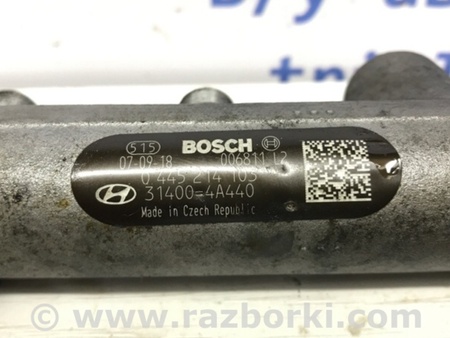 515 BOSCH
07-09-18 006811 L2
0 445 214 103
31400-4A440
Made in Czech Republic
© www.razborki.com